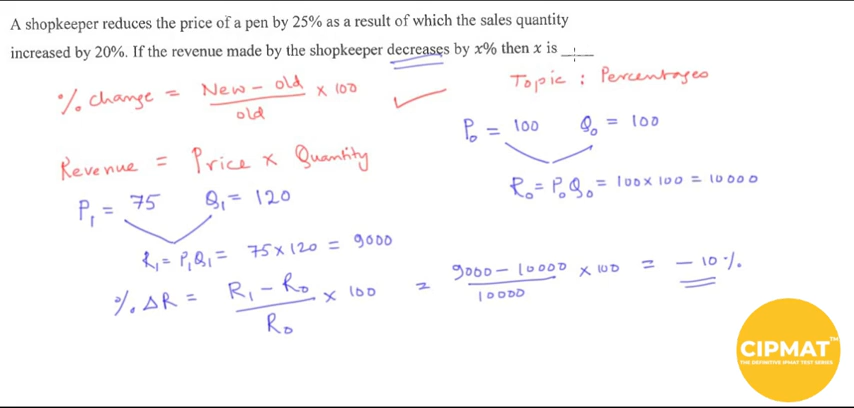 A shopkeeper reduces the price of a pen by 25% as a result of which the sales quantity
increased by 20%. If the revenue made by the shopkeeper decreases by x% then x is ____
% change = New - old / old × 100
Topic : Percentages
P₀ = 100 Q₀ = 100
R₀ = P₀Q₀ = 100 × 100 = 10000
Revenue = Price × Quantity
P₁ = 75 Q₁ = 120
R₁ = P₁Q₁ = 75 × 120 = 9000
% ΔR = R₁ - R₀ / R₀ × 100 = 9000 - 10000 / 10000 × 100 = - 10 %.
CIPMAT™
THE DEFINITIVE IPMAT TEST SERIES